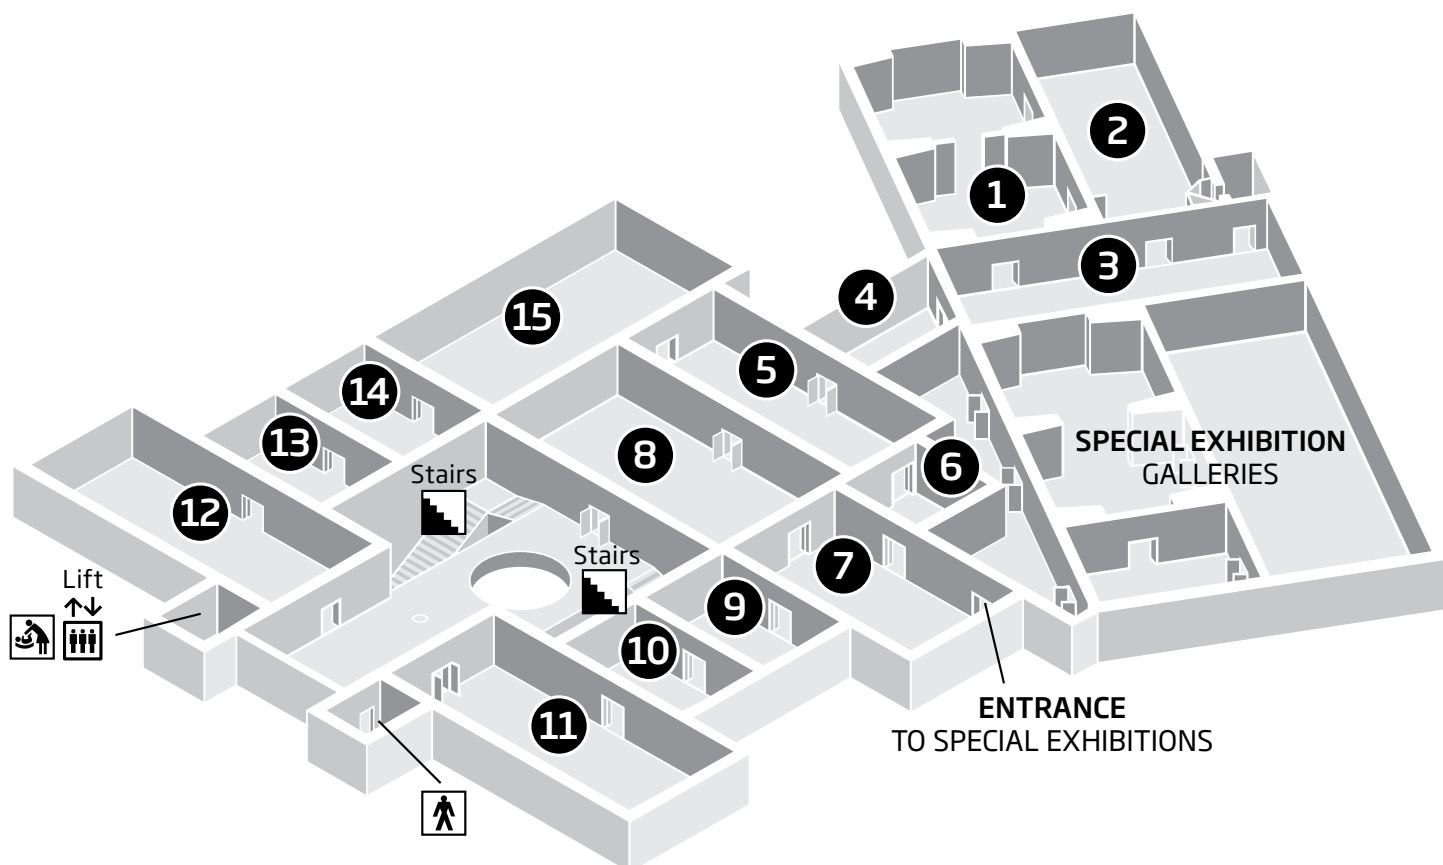 2
1
3
4
15
5
14
13
8
6
SPECIAL EXHIBITION
GALLERIES
Stairs
12
Stairs
7
Lift
9
10
11
ENTRANCE
TO SPECIAL EXHIBITIONS